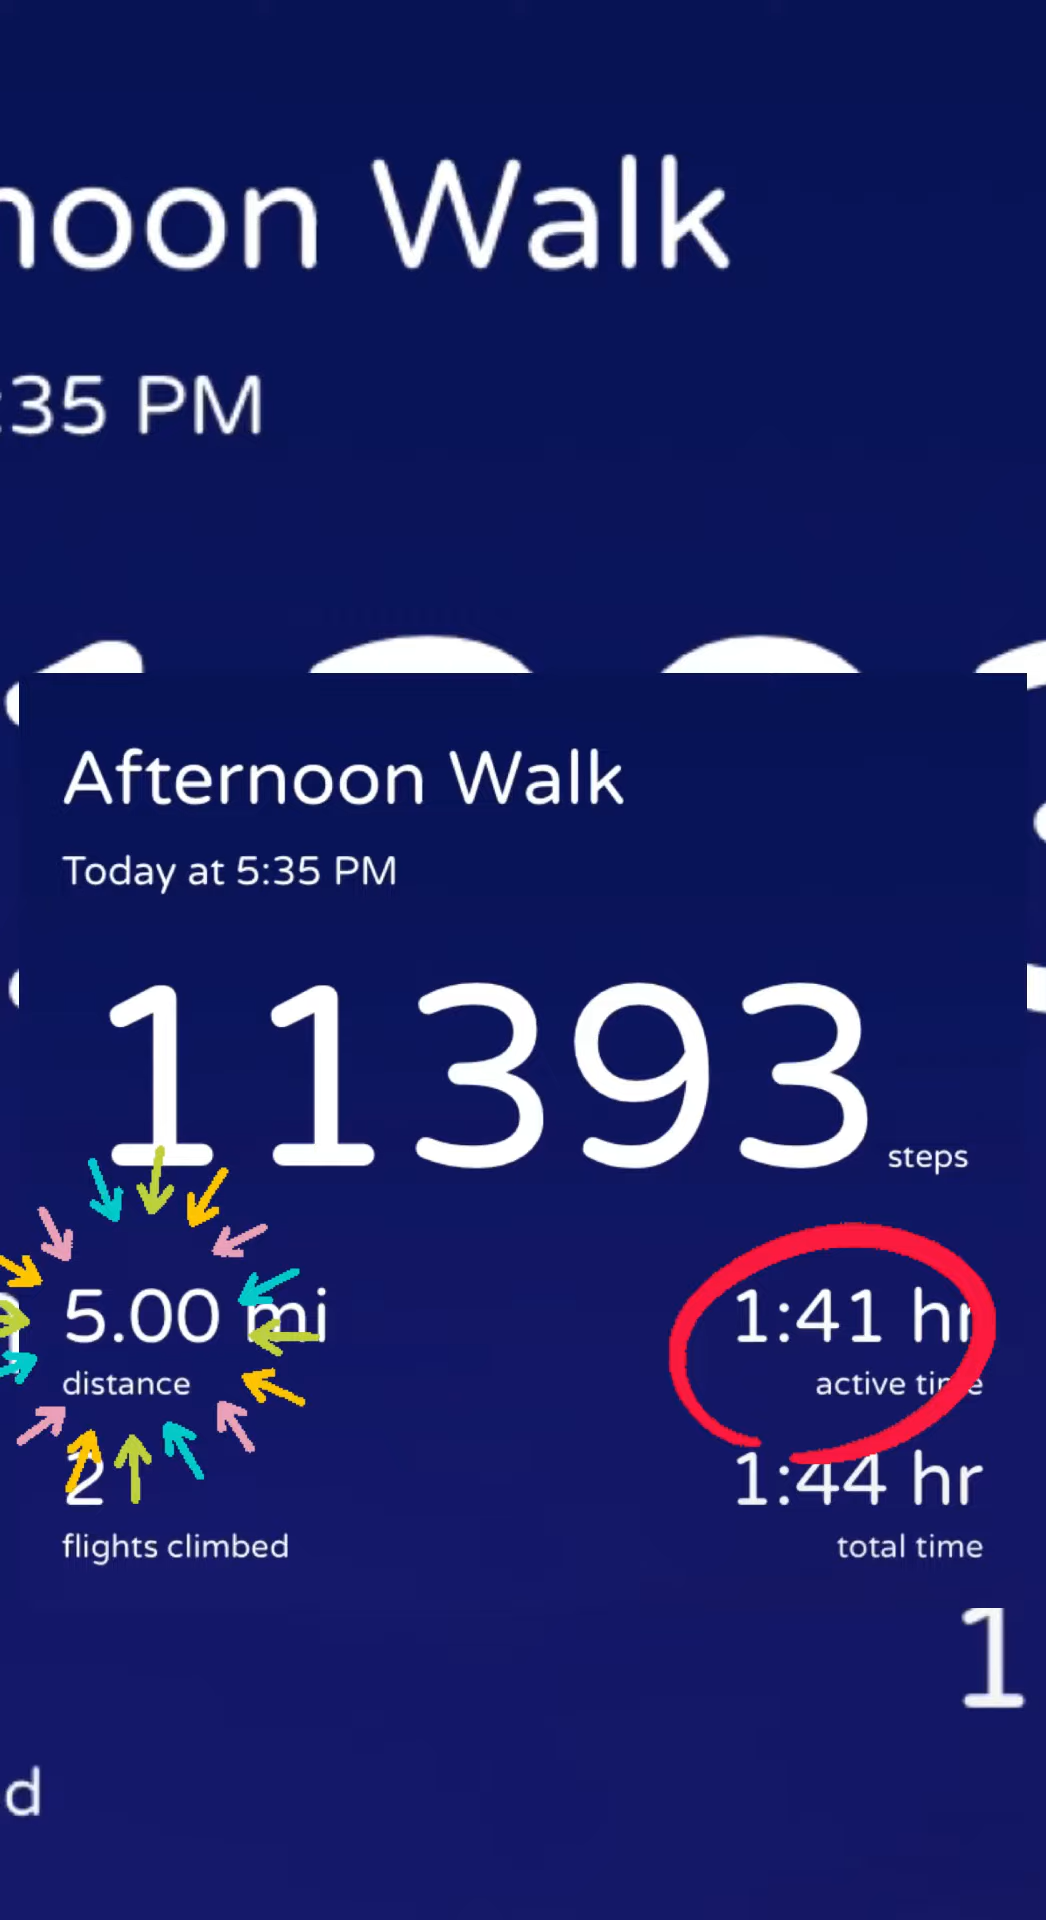 noon Walk
:35 PM
Afternoon Walk
Today at 5:35 PM
11393 steps
5.00 mi
distance
1:41 hr
active time
2
flights climbed
1:44 hr
total time
1
d